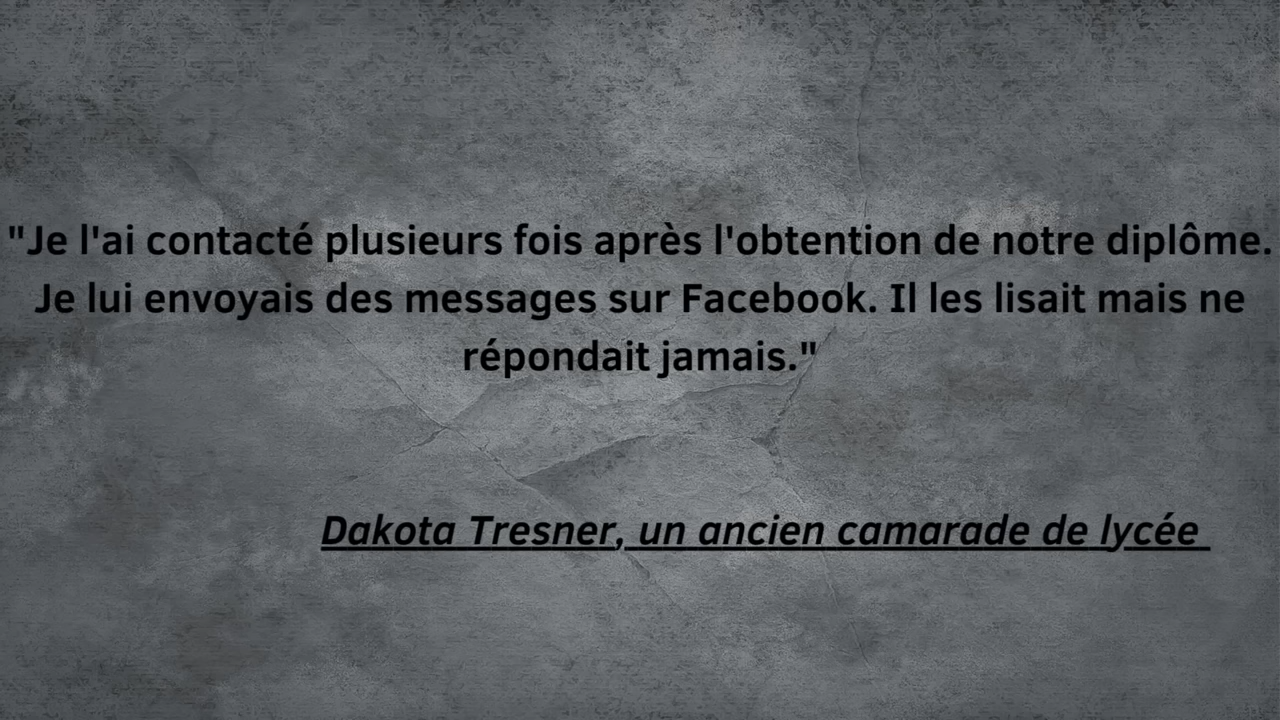 "Je l'ai contacté plusieurs fois après l'obtention de notre diplôme.
Je lui envoyais des messages sur Facebook. Il les lisait mais ne
répondait jamais."
Dakota Tresner, un ancien camarade de lycée